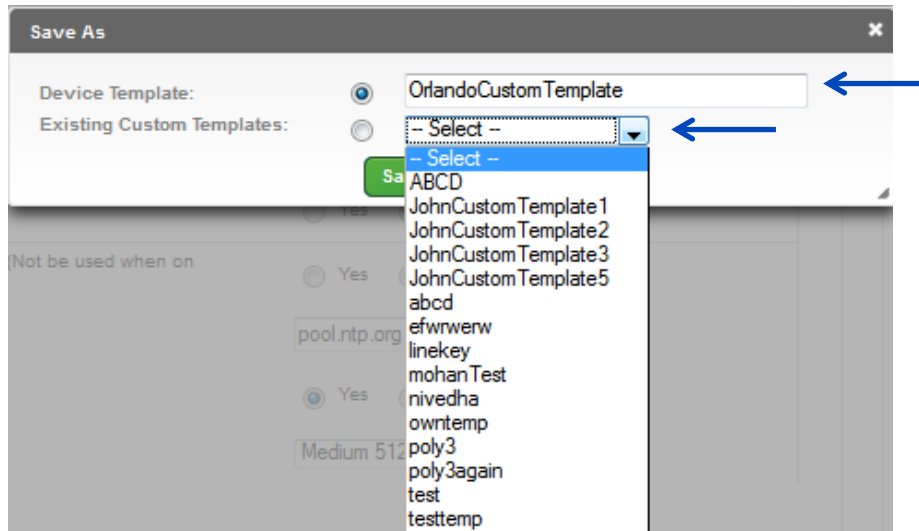 Save As
Device Template: OrlandoCustomTemplate
Existing Custom Templates: -- Select --
-- Select --
Sa
ABCD
Yes
JohnCustomTemplate1
JohnCustomTemplate2
JohnCustomTemplate3
(Not be used when on
Yes
JohnCustomTemplate5
abcd
pool.ntp.org
efwrwerw
linekey
mohanTest
Yes
nivedha
owntemp
Medium 512
poly3
poly3again
test
testtemp